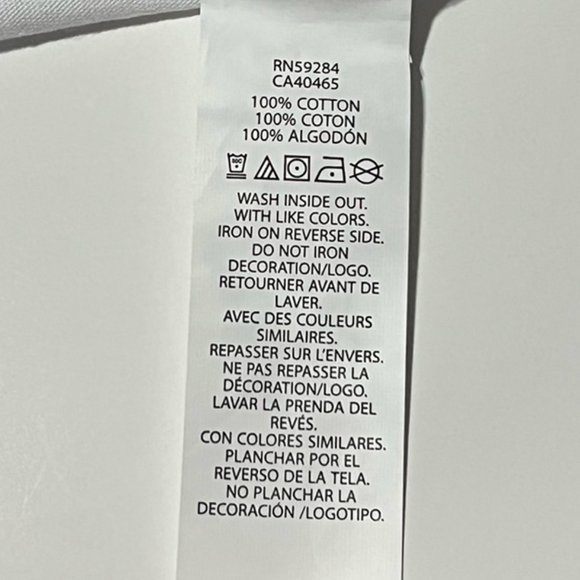 RN59284
CA40465
100% COTTON
100% COTON
100% ALGODÓN
WASH INSIDE OUT.
WITH LIKE COLORS.
IRON ON REVERSE SIDE.
DO NOT IRON
DECORATION/LOGO.
RETOURNER AVANT DE
LAVER.
AVEC DES COULEURS
SIMILAIRES.
REPASSER SUR L'ENVERS.
NE PAS REPASSER LA
DÉCORATION/LOGO.
LAVAR LA PRENDA DEL
REVÉS.
CON COLORES SIMILARES.
PLANCHAR POR EL
REVERSO DE LA TELA.
NO PLANCHAR LA
DECORACIÓN /LOGOTIPO.